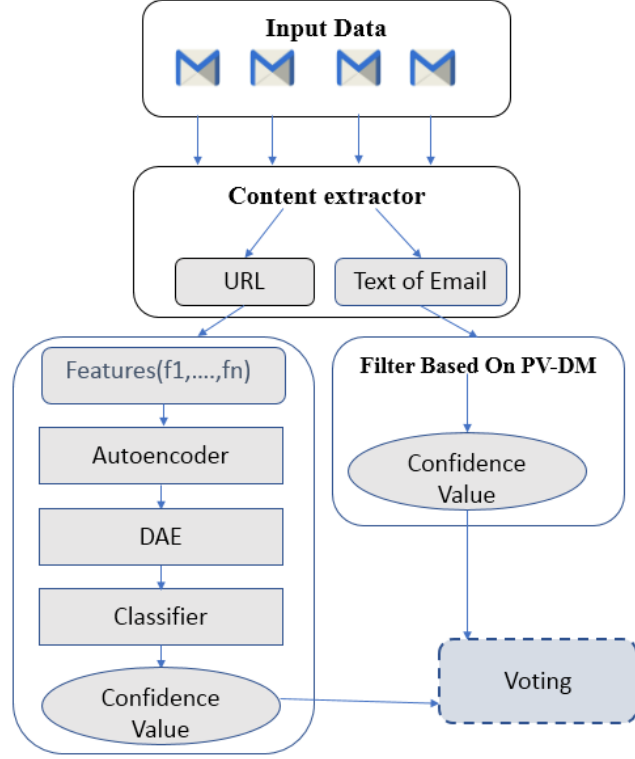 Input Data
Content extractor
URL
Text of Email
Features(f1,....,fn)
Autoencoder
DAE
Classifier
Confidence
Value
Filter Based On PV-DM
Confidence
Value
Voting